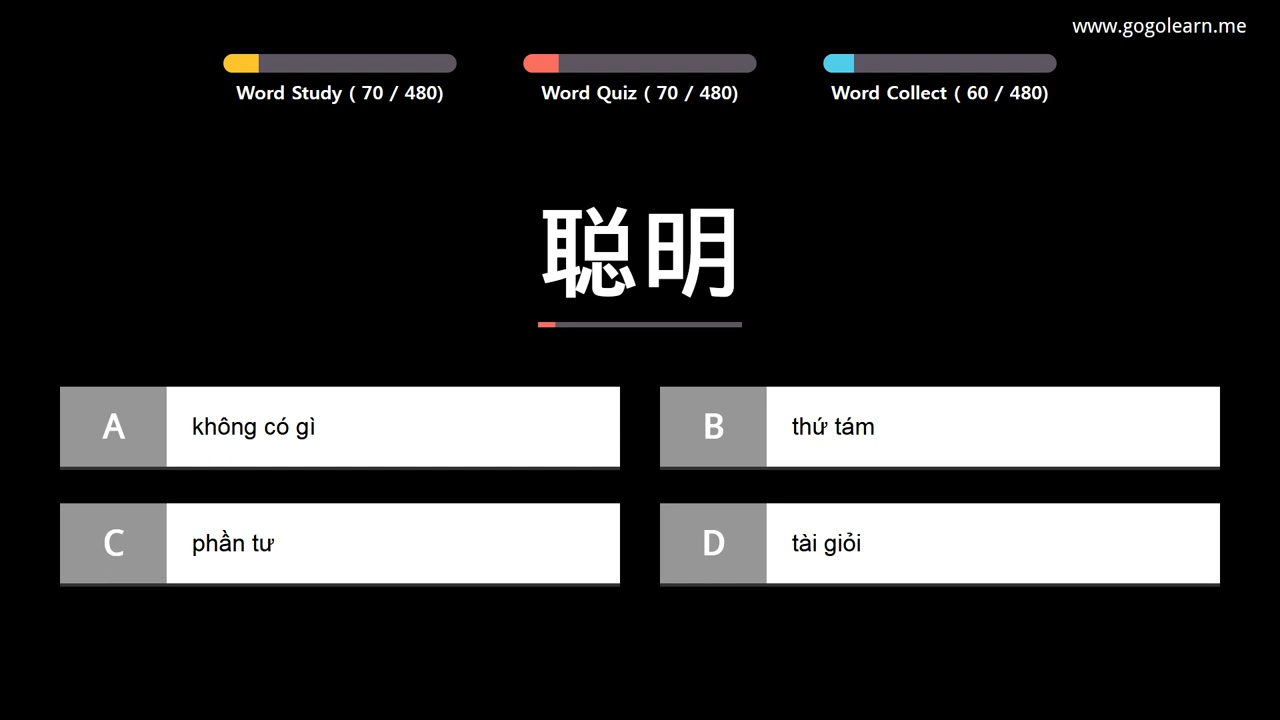 www.gogolearn.me
Word Study ( 70 / 480)
Word Quiz ( 70 / 480)
Word Collect ( 60 / 480)
聪明
A
không có gì
B
thứ tám
C
phần tư
D
tài giỏi